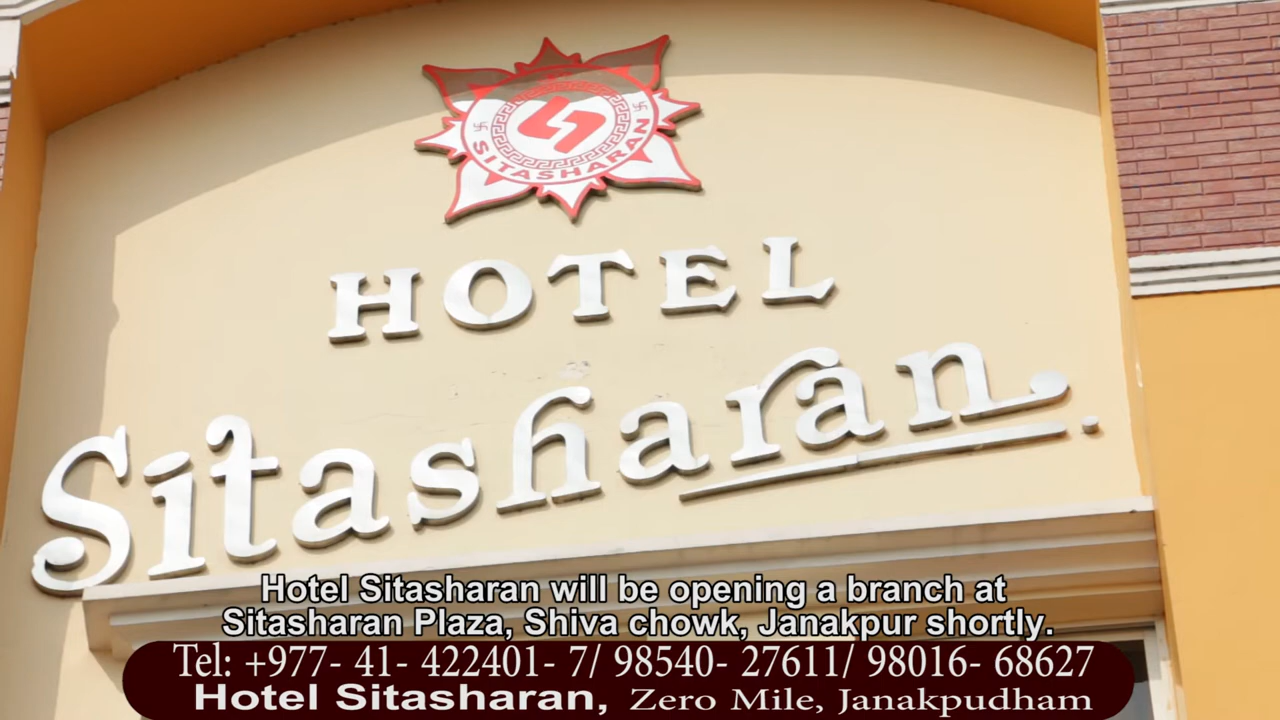 SITASHARAN
HOTEL
Sitasharan.
Hotel Sitasharan will be opening a branch at
Sitasharan Plaza, Shiva chowk, Janakpur shortly.
Tel: +977- 41- 422401- 7/ 98540- 27611/ 98016- 68627
Hotel Sitasharan, Zero Mile, Janakpudham